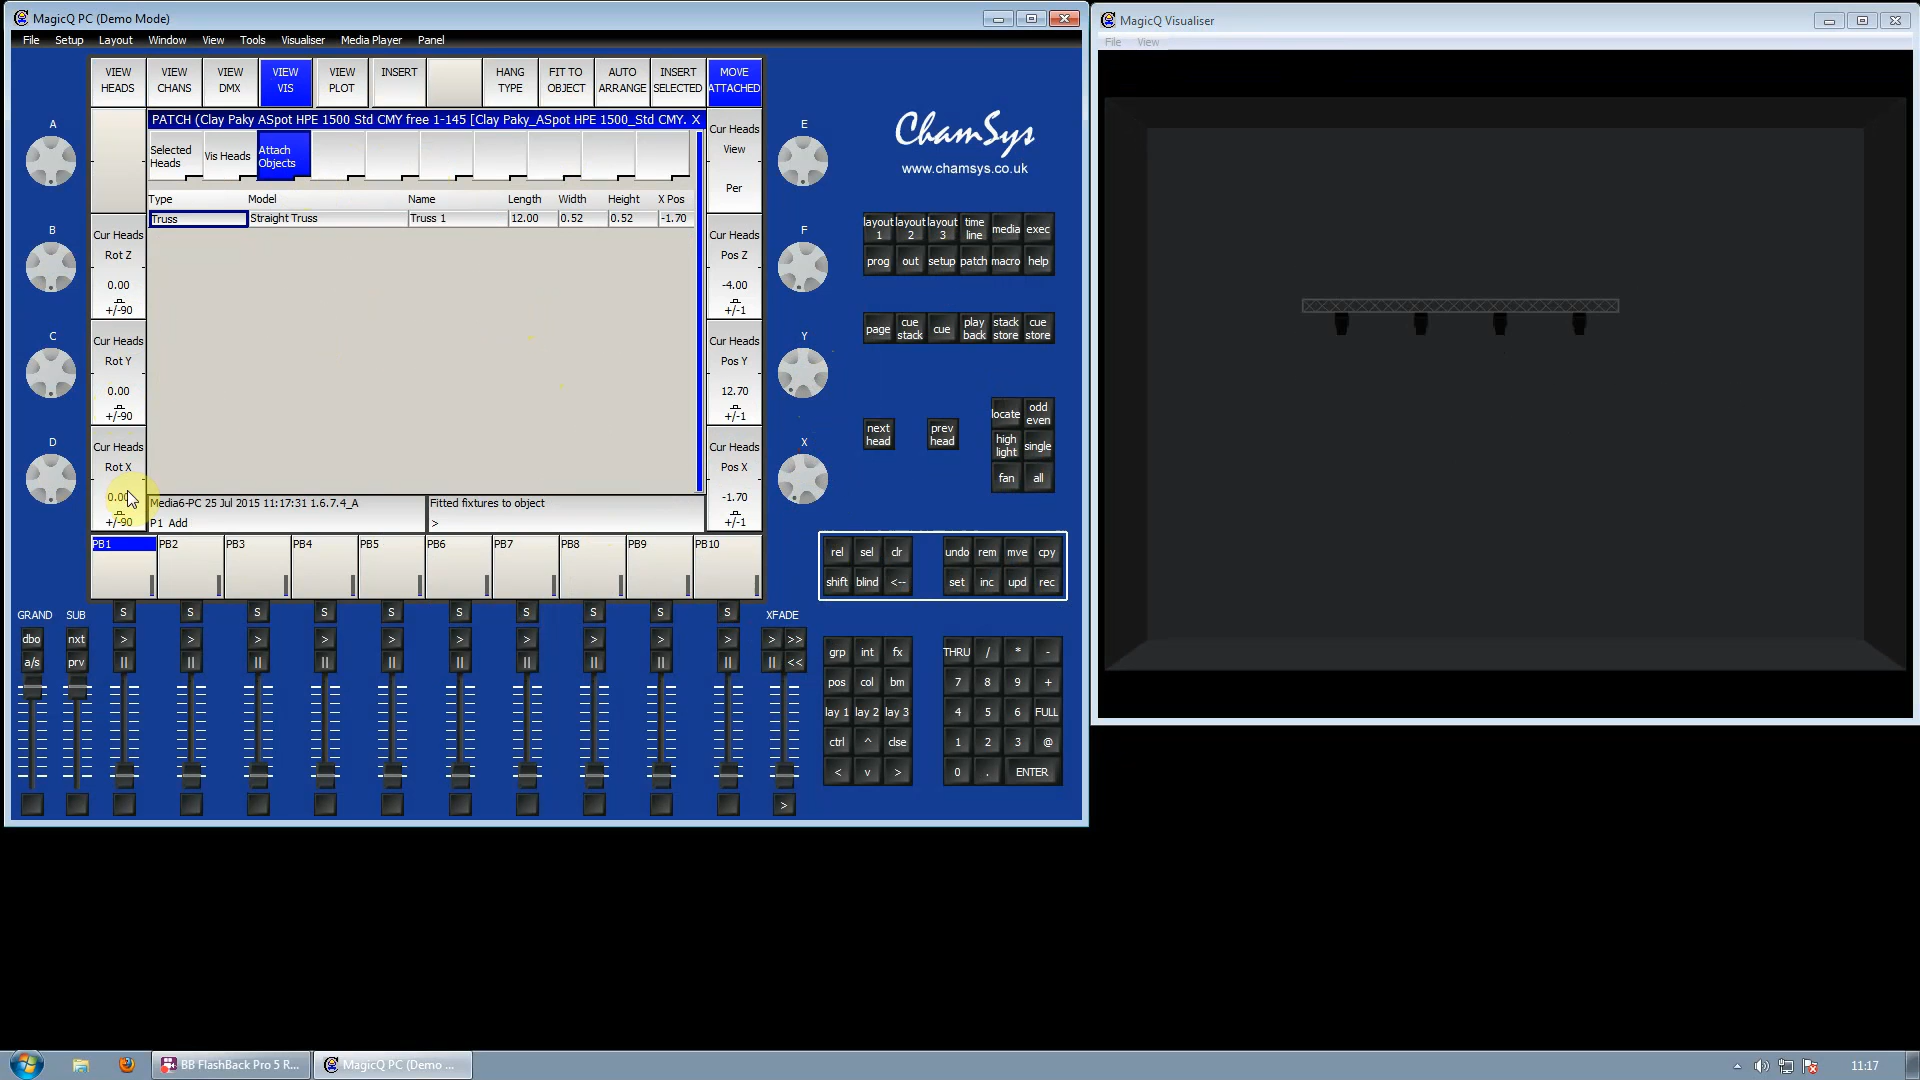 MagicQ PC (Demo Mode)
File Setup Layout Window View Tools Visualiser Media Player Panel
VIEW HEADS
VIEW CHANS
VIEW DMX
VIEW VIS
VIEW PLOT
INSERT
HANG TYPE
FIT TO OBJECT
AUTO ARRANGE
INSERT SELECTED
MOVE ATTACHED
PATCH (Clay Paky ASpot HPE 1500 Std CMY free 1-145 [Clay Paky_ASpot HPE 1500_Std CMY. X
Selected Heads
Vis Heads
Attach Objects
Type Model Name Length Width Height X Pos
Truss Straight Truss Truss 1 12.00 0.52 0.52 -1.70
A
B
C
D
Cur Heads
Rot Z
0.00
+/-90
Cur Heads
Rot Y
0.00
+/-90
Cur Heads
Rot X
+/-90
Cur Heads
View
Per
Cur Heads
Pos Z
-4.00
+/-1
Cur Heads
Pos Y
12.70
+/-1
Cur Heads
Pos X
-1.70
+/-1
E
F
Y
X
Media6-PC 25 Jul 2015 11:17:31 1.6.7.4_A
P1 Add
Fitted fixtures to object
>
PB1 PB2 PB3 PB4 PB5 PB6 PB7 PB8 PB9 PB10
GRAND SUB S S S S S S S S S S XFADE
dbo nxt > > > > > > > > > > > >>
a/s prv || || || || || || || || || || || <<
>
ChamSys
www.chamsys.co.uk
layout 1 layout 2 layout 3 time line media exec
prog out setup patch macro help
page cue stack cue play back stack store cue store
next head prev head
locate odd even
high light single
fan all
rel sel clr undo rem mve cpy
shift blind <-- set inc upd rec
grp int fx THRU / * -
pos col bm 7 8 9 +
lay 1 lay 2 lay 3 4 5 6 FULL
ctrl ^ clse 1 2 3 @
< v > 0 . ENTER
MagicQ Visualiser
File View
BB FlashBack Pro 5 R...
MagicQ PC (Demo ...
11:17